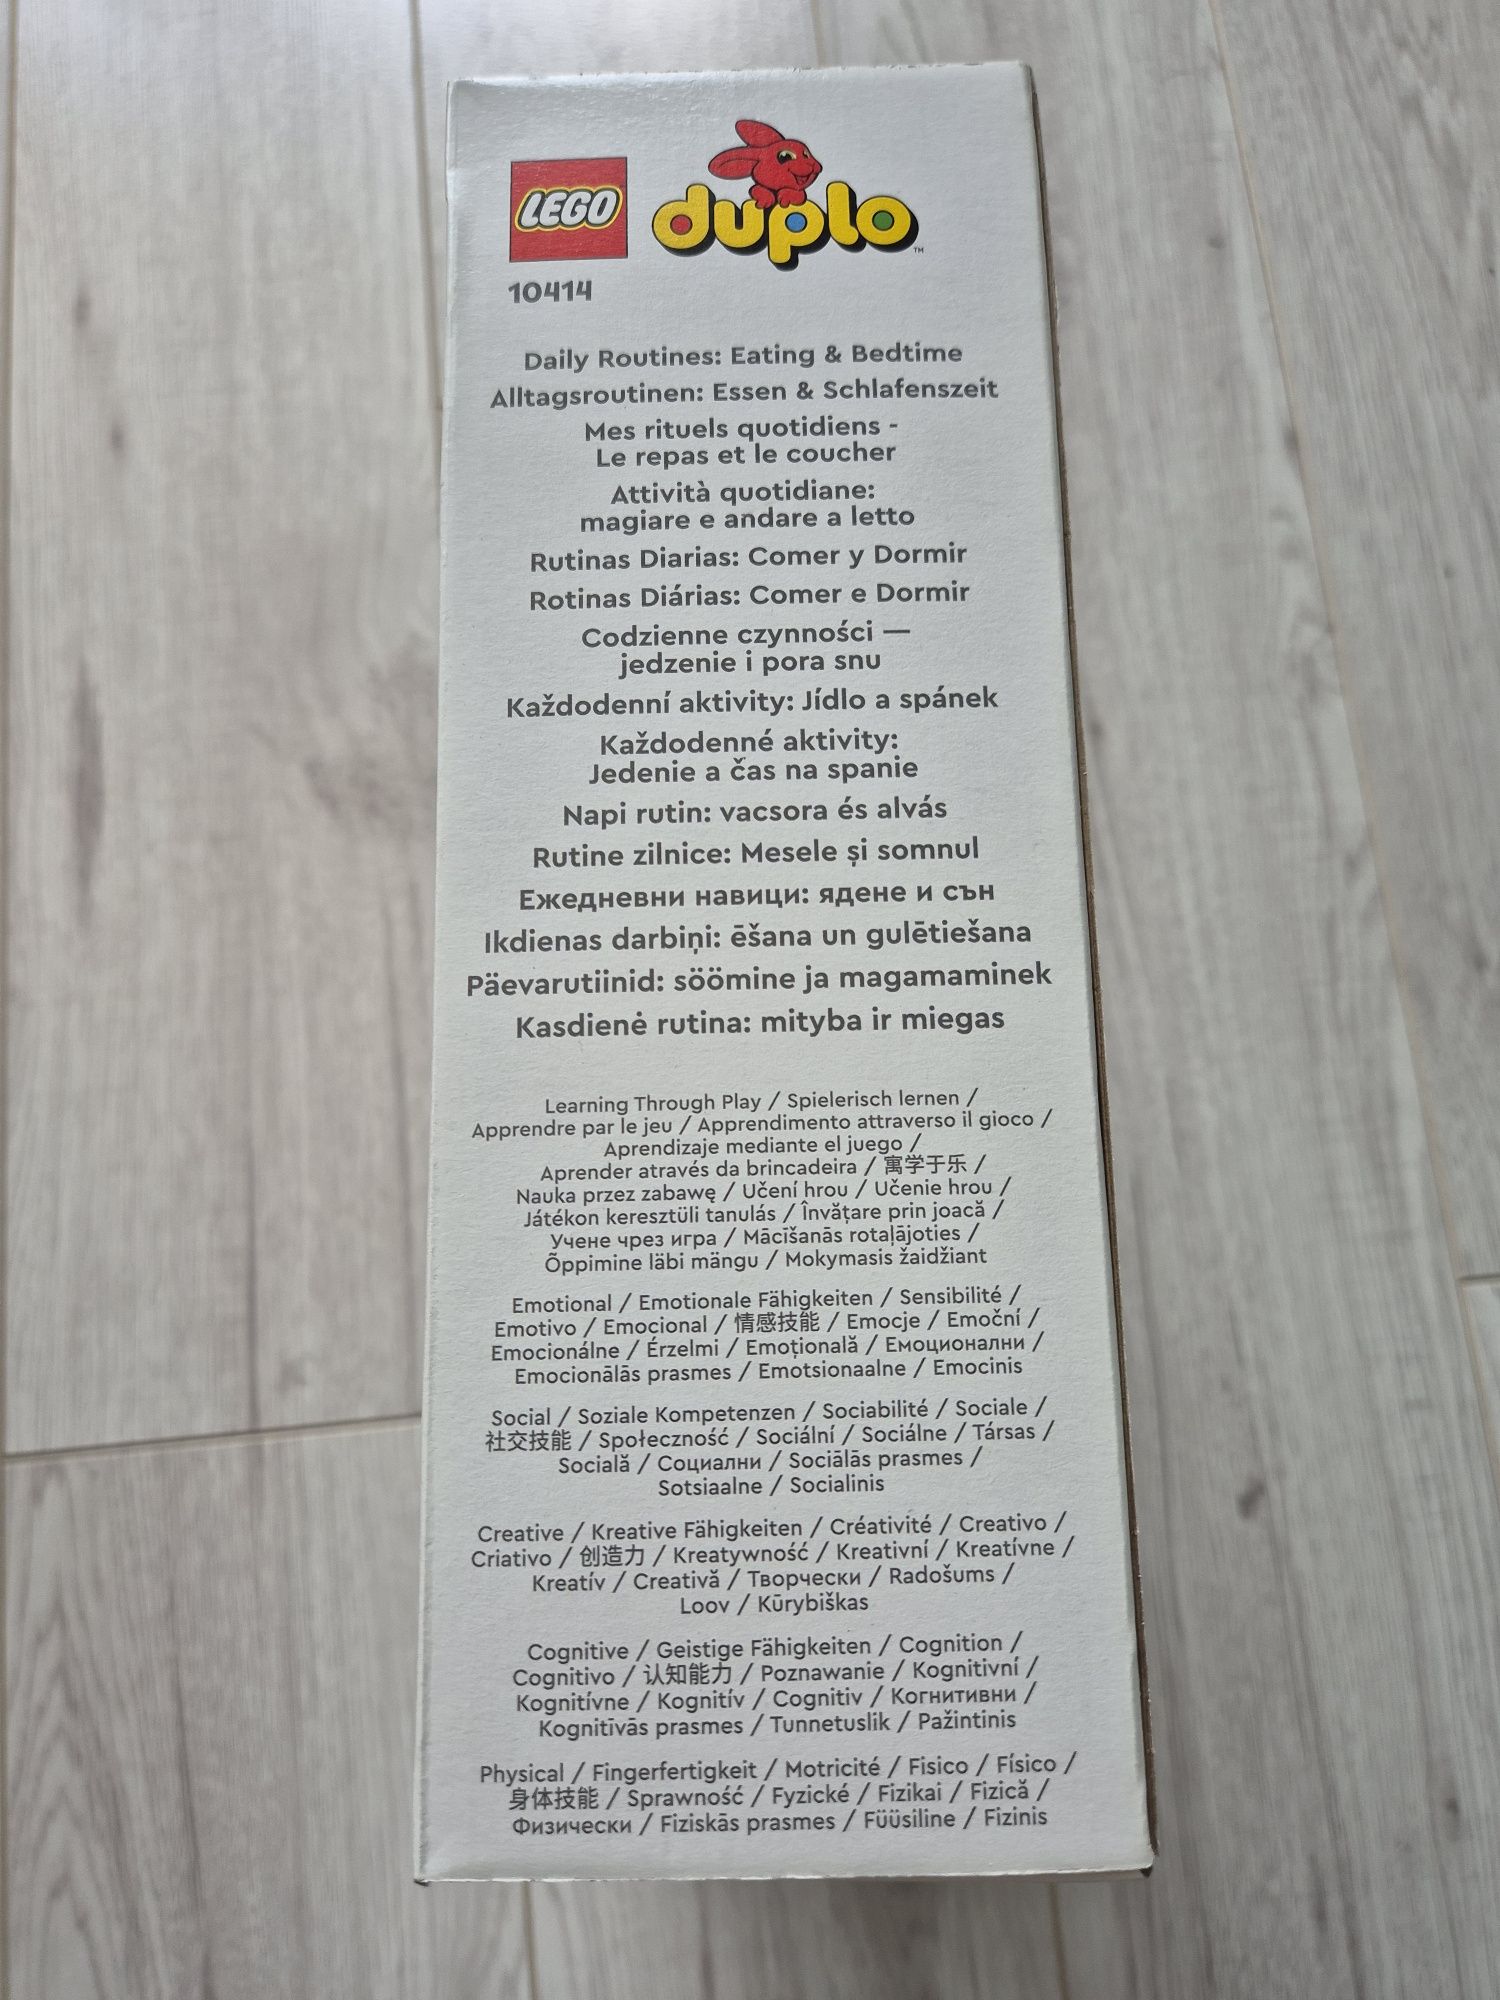 LEGO duplo™
10414
Daily Routines: Eating & Bedtime
Alltagsroutinen: Essen & Schlafenszeit
Mes rituels quotidiens -
Le repas et le coucher
Attività quotidiane:
magiare e andare a letto
Rutinas Diarias: Comer y Dormir
Rotinas Diárias: Comer e Dormir
Codzienne czynności —
jedzenie i pora snu
Každodenní aktivity: Jídlo a spánek
Každodenné aktivity:
Jedenie a čas na spanie
Napi rutin: vacsora és alvás
Rutine zilnice: Mesele și somnul
Ежедневни навици: ядене и сън
Ikdienas darbiņi: ēšana un gulētiešana
Päevarutiinid: söömine ja magamaminek
Kasdienė rutina: mityba ir miegas
Learning Through Play / Spielerisch lernen /
Apprendre par le jeu / Apprendimento attraverso il gioco /
Aprendizaje mediante el juego /
Aprender através da brincadeira / 寓学于乐 /
Nauka przez zabawę / Učení hrou / Učenie hrou /
Játékon keresztüli tanulás / Învățare prin joacă /
Учене чрез игра / Mācīšanās rotaļājoties /
Õppimine läbi mängu / Mokymasis žaidžiant
Emotional / Emotionale Fähigkeiten / Sensibilité /
Emotivo / Emocional / 情感技能 / Emocje / Emoční /
Emocionálne / Érzelmi / Emoțională / Емоционални /
Emocionālās prasmes / Emotsionaalne / Emocinis
Social / Soziale Kompetenzen / Sociabilité / Sociale /
社交技能 / Społeczność / Sociální / Sociálne / Társas /
Socială / Социални / Sociālās prasmes /
Sotsiaalne / Socialinis
Creative / Kreative Fähigkeiten / Créativité / Creativo /
Criativo / 创造力 / Kreatywność / Kreativní / Kreatívne /
Kreatív / Creativă / Творчески / Radošums /
Loov / Kūrybiškas
Cognitive / Geistige Fähigkeiten / Cognition /
Cognitivo / 认知能力 / Poznawanie / Kognitivní /
Kognitívne / Kognitív / Cognitiv / Когнитивни /
Kognitīvās prasmes / Tunnetuslik / Pažintinis
Physical / Fingerfertigkeit / Motricité / Fisico / Físico /
身体技能 / Sprawność / Fyzické / Fizikai / Fizică /
Физически / Fiziskās prasmes / Füüsiline / Fizinis